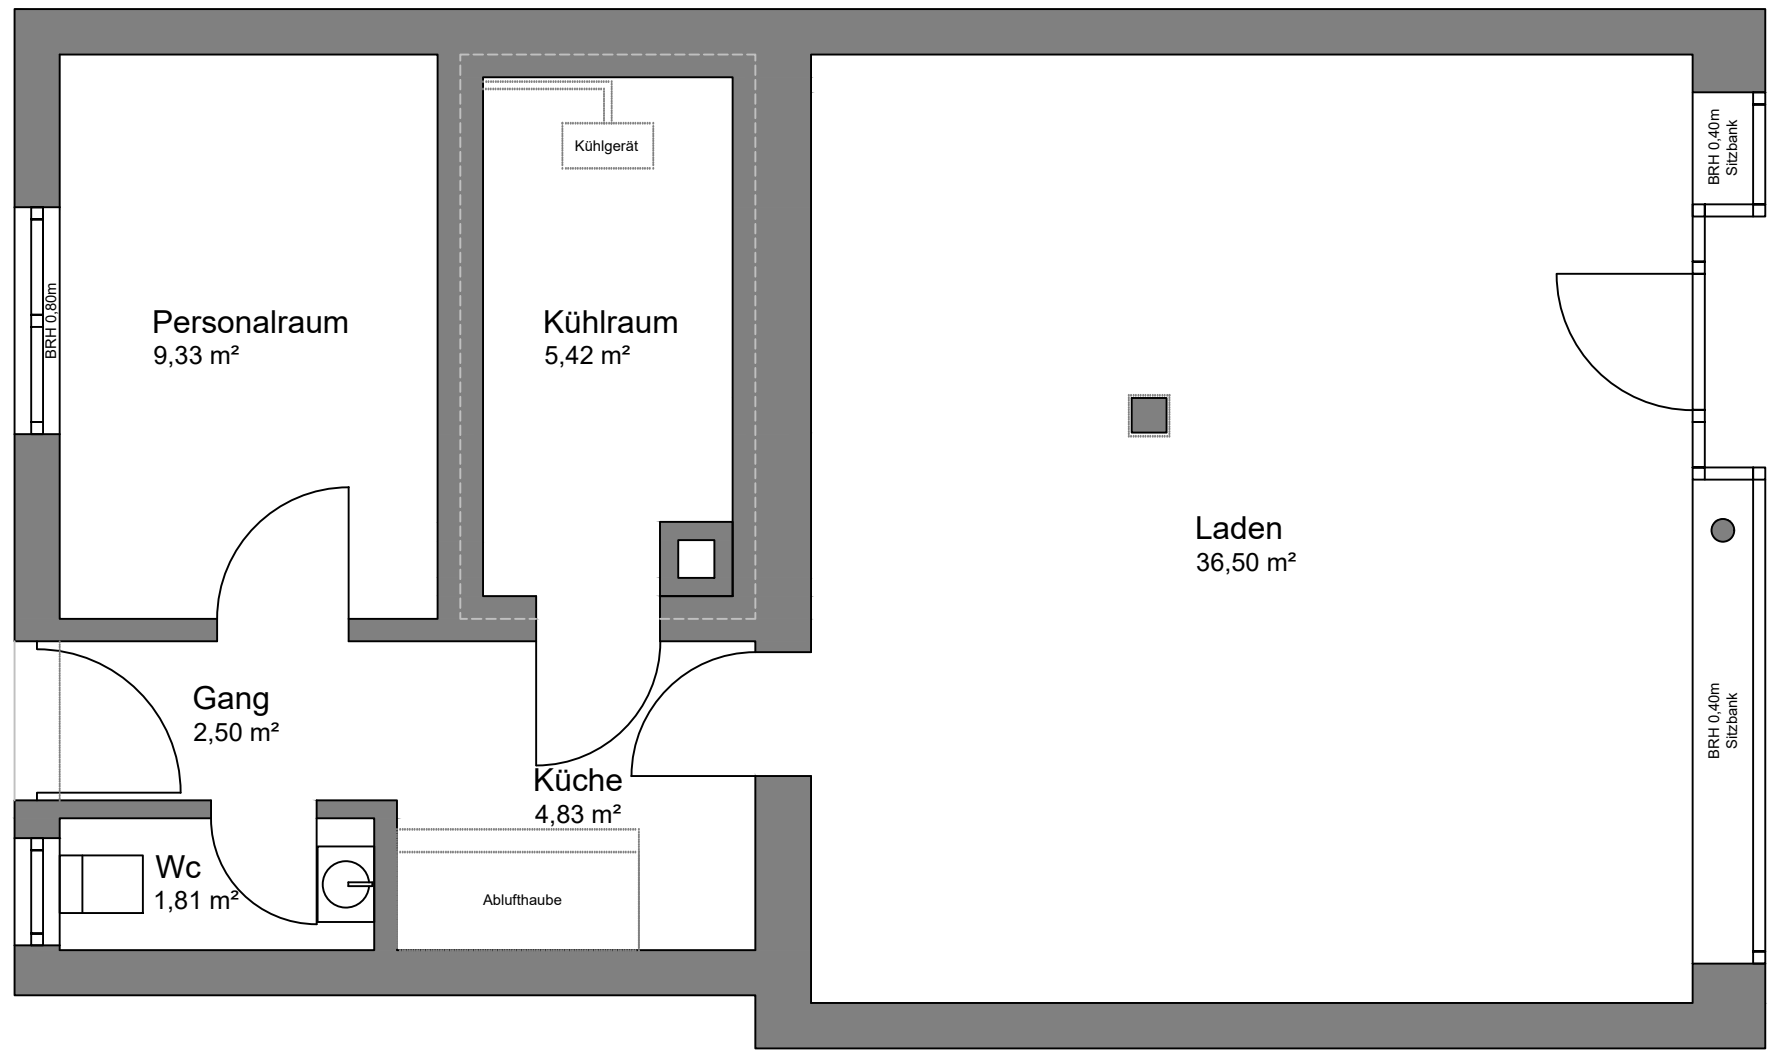 BRH 0,40m
Sitzbank
Kühlgerät
BRH 0,80m
Personalraum
9,33 m²
Kühlraum
5,42 m²
Laden
36,50 m²
Gang
2,50 m²
BRH 0,40m
Sitzbank
Küche
4,83 m²
Wc
1,81 m²
Ablufthaube